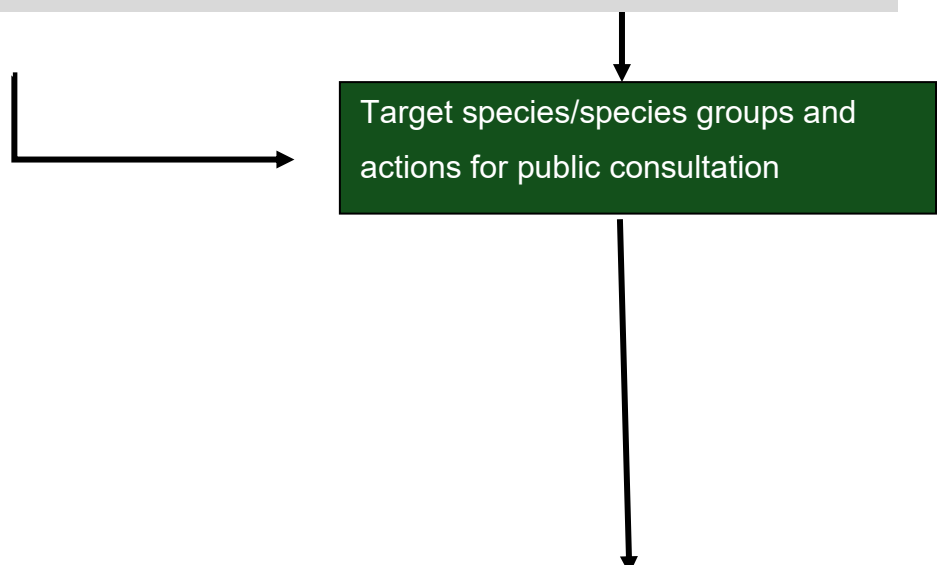 Target species/species groups and
actions for public consultation